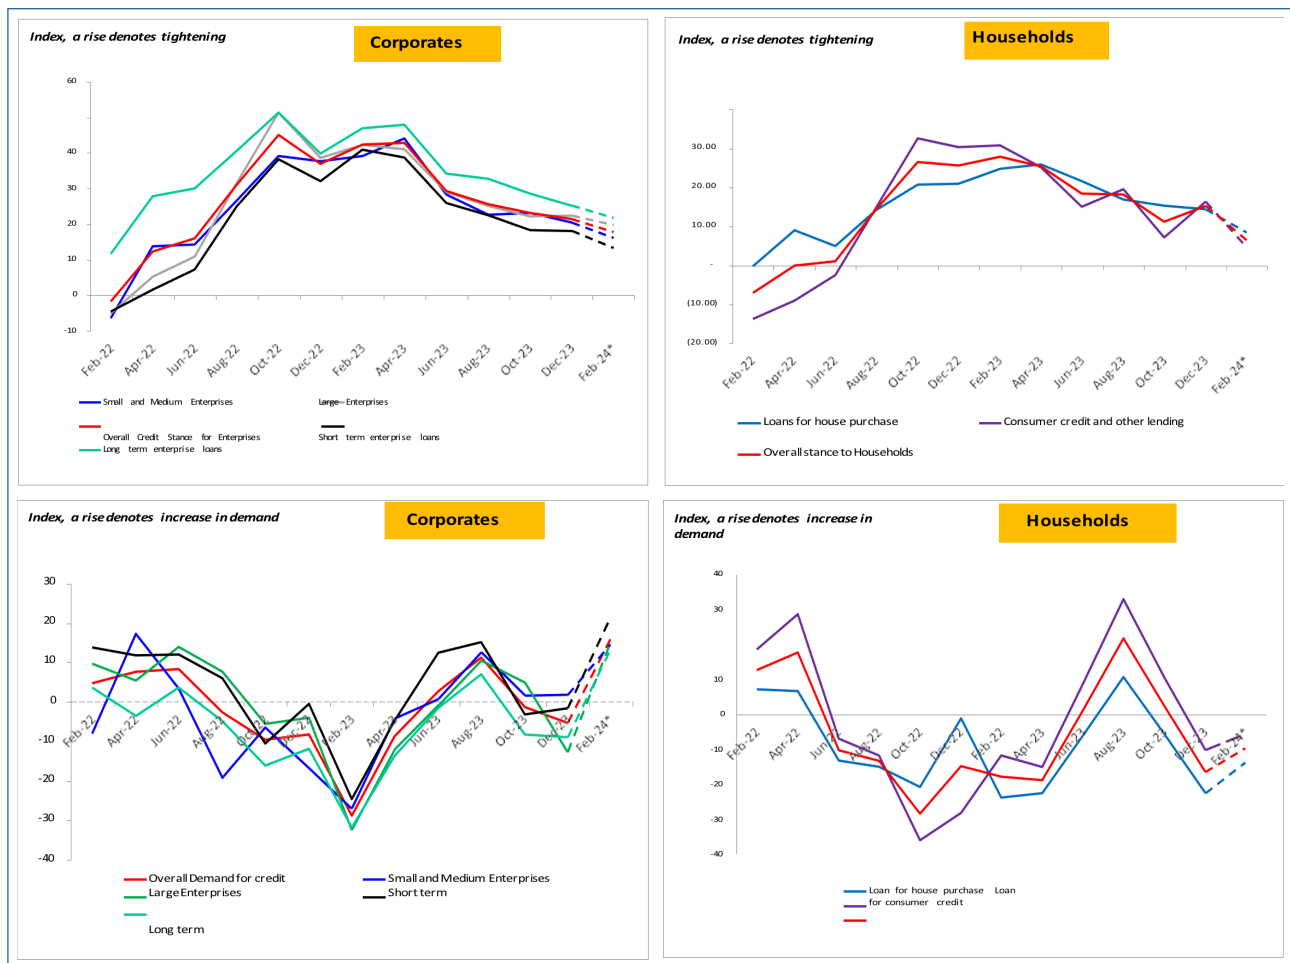 Index, a rise denotes tightening
Corporates
60
40
30
20
10
0
-10
Feb-22
Apr-22
Jun-22
Aug-22
Oct-22
Dec-22
Feb-23
Apr-23
Jun-23
Aug-23
Oct-23
Dec-23
Feb-24*
Small and Medium Enterprises
Large Enterprises
Overall Credit Stance for Enterprises
Short term enterprise loans
Long term enterprise loans
Index, a rise denotes tightening
Households
30.00
20.00
10.00
-
(10.00)
(20.00)
Feb-22
Apr-22
Jun-22
Aug-22
Oct-22
Dec-22
Feb-23
Apr-23
Jun-23
Aug-23
Oct-23
Dec-23
Feb-24*
Loans for house purchase
Consumer credit and other lending
Overall stance to Households
Index, a rise denotes increase in demand
Corporates
30
20
10
0
-10
-20
-30
-40
Feb-22
Apr-22
Jun-22
Aug-22
Oct-22
Dec-22
Feb-23
Apr-23
Jun-23
Aug-23
Oct-23
Dec-23
Feb-24*
Overall Demand for credit
Small and Medium Enterprises
Large Enterprises
Short term
Long term
Index, a rise denotes increase in
demand
Households
40
30
10
0
-10
-20
-30
-40
Feb-22
Apr-22
Jun-22
Aug-22
Oct-22
Dec-22
Feb-22
Apr-23
Jun-23
Aug-23
Oct-23
Dec-23
Feb-24*
Loan for house purchase Loan
for consumer credit